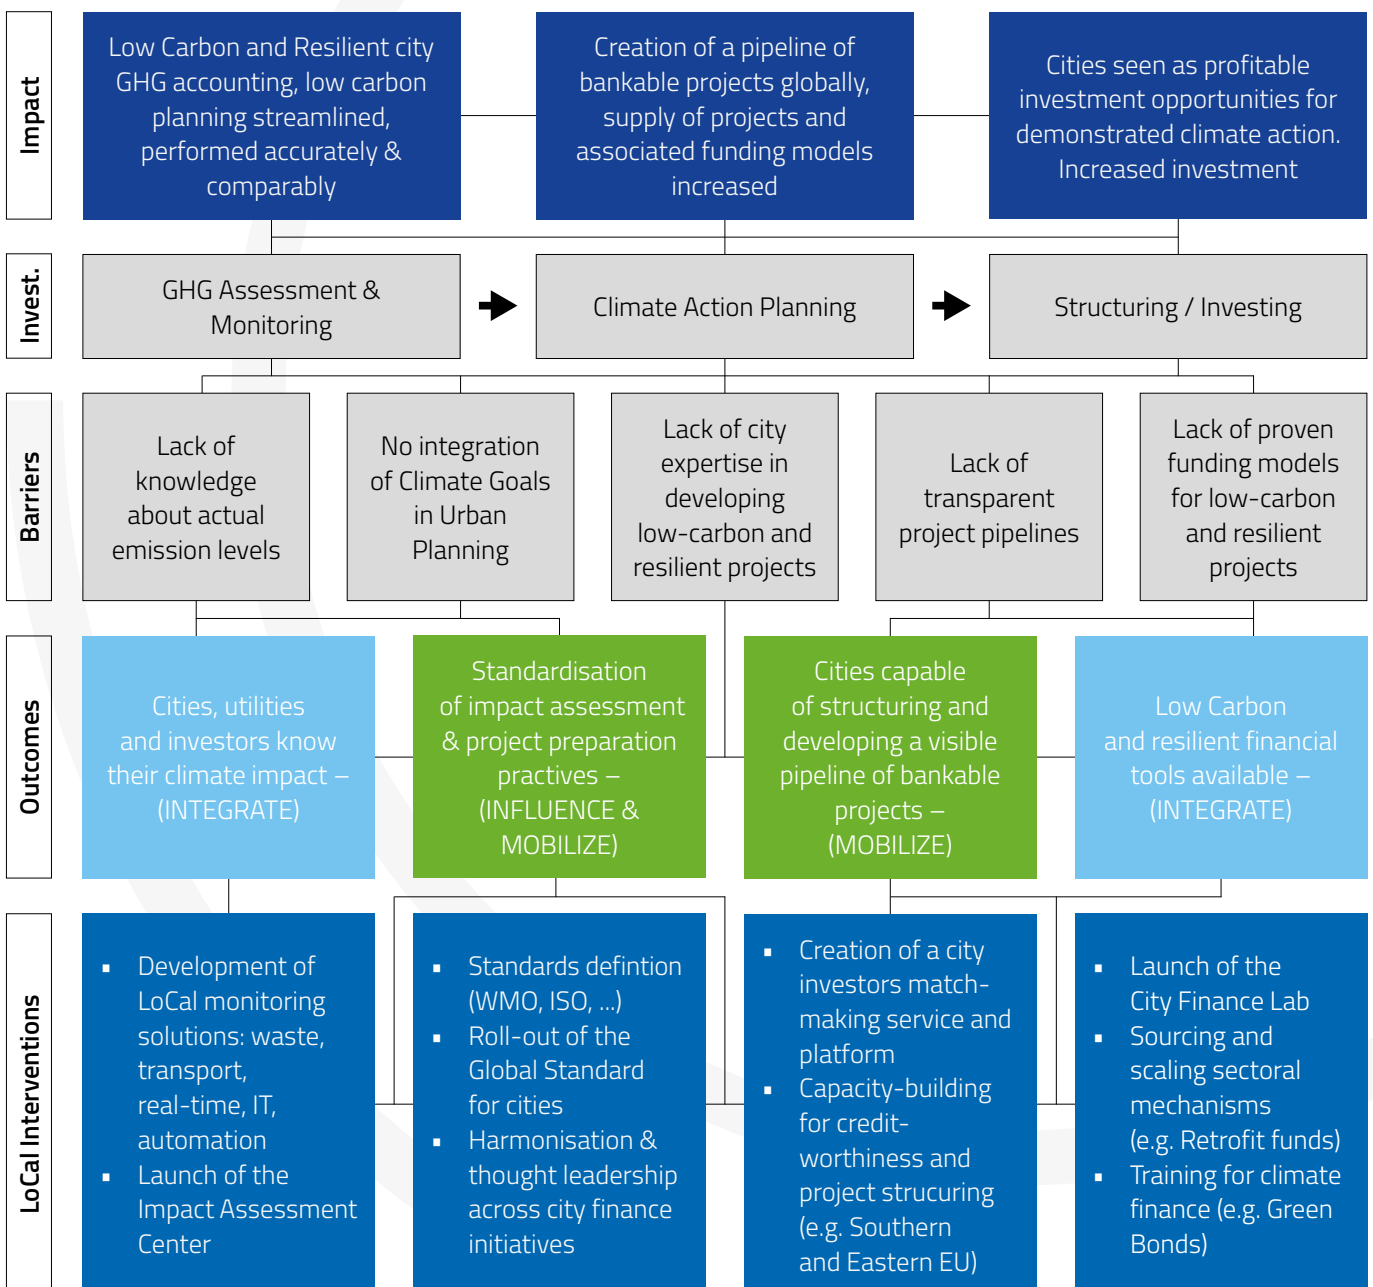 Impact
Low Carbon and Resilient city
GHG accounting, low carbon
planning streamlined,
performed accurately &
comparably
Creation of a pipeline of
bankable projects globally,
supply of projects and
associated funding models
increased
Cities seen as profitable
investment opportunities for
demonstrated climate action.
Increased investment
Invest.
GHG Assessment &
Monitoring
Climate Action Planning
Structuring / Investing
Barriers
Lack of
knowledge
about actual
emission levels
No integration
of Climate Goals
in Urban
Planning
Lack of city
expertise in
developing
low-carbon and
resilient projects
Lack of
transparent
project pipelines
Lack of proven
funding models
for low-carbon
and resilient
projects
Outcomes
Cities, utilities
and investors know
their climate impact –
(INTEGRATE)
Standardisation
of impact assessment
& project preparation
practives –
(INFLUENCE &
MOBILIZE)
Cities capable
of structuring and
developing a visible
pipeline of bankable
projects –
(MOBILIZE)
Low Carbon
and resilient financial
tools available –
(INTEGRATE)
LoCal Interventions
▪ Development of
LoCal monitoring
solutions: waste,
transport,
real-time, IT,
automation
▪ Launch of the
Impact Assessment
Center
▪ Standards defintion
(WMO, ISO, ...)
▪ Roll-out of the
Global Standard
for cities
▪ Harmonisation &
thought leadership
across city finance
initiatives
▪ Creation of a city
investors match-
making service and
platform
▪ Capacity-building
for credit-
worthiness and
project strucuring
(e.g. Southern
and Eastern EU)
▪ Launch of the
City Finance Lab
▪ Sourcing and
scaling sectoral
mechanisms
(e.g. Retrofit funds)
▪ Training for climate
finance (e.g. Green
Bonds)